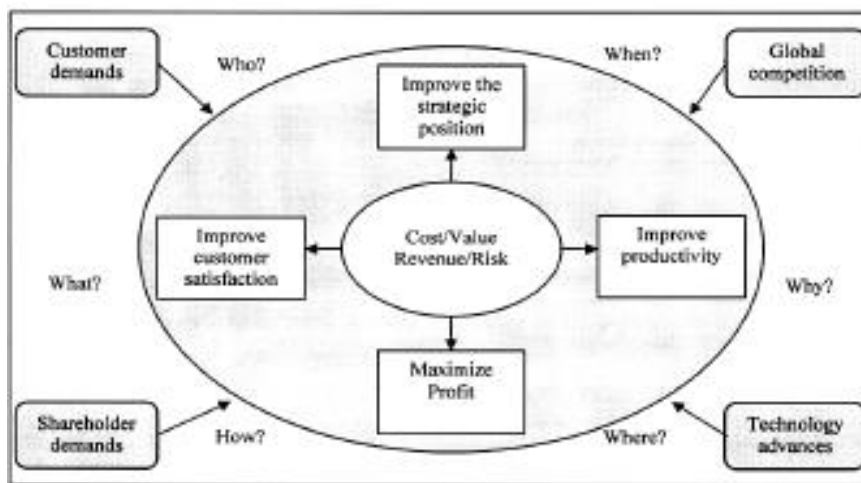 Customer
demands
Who?
When?
Global
competition
Improve the
strategic
position
Improve
customer
satisfaction
Cost/Value
Revenue/Risk
Improve
productivity
What?
Why?
Maximize
Profit
Shareholder
demands
How?
Where?
Technology
advances